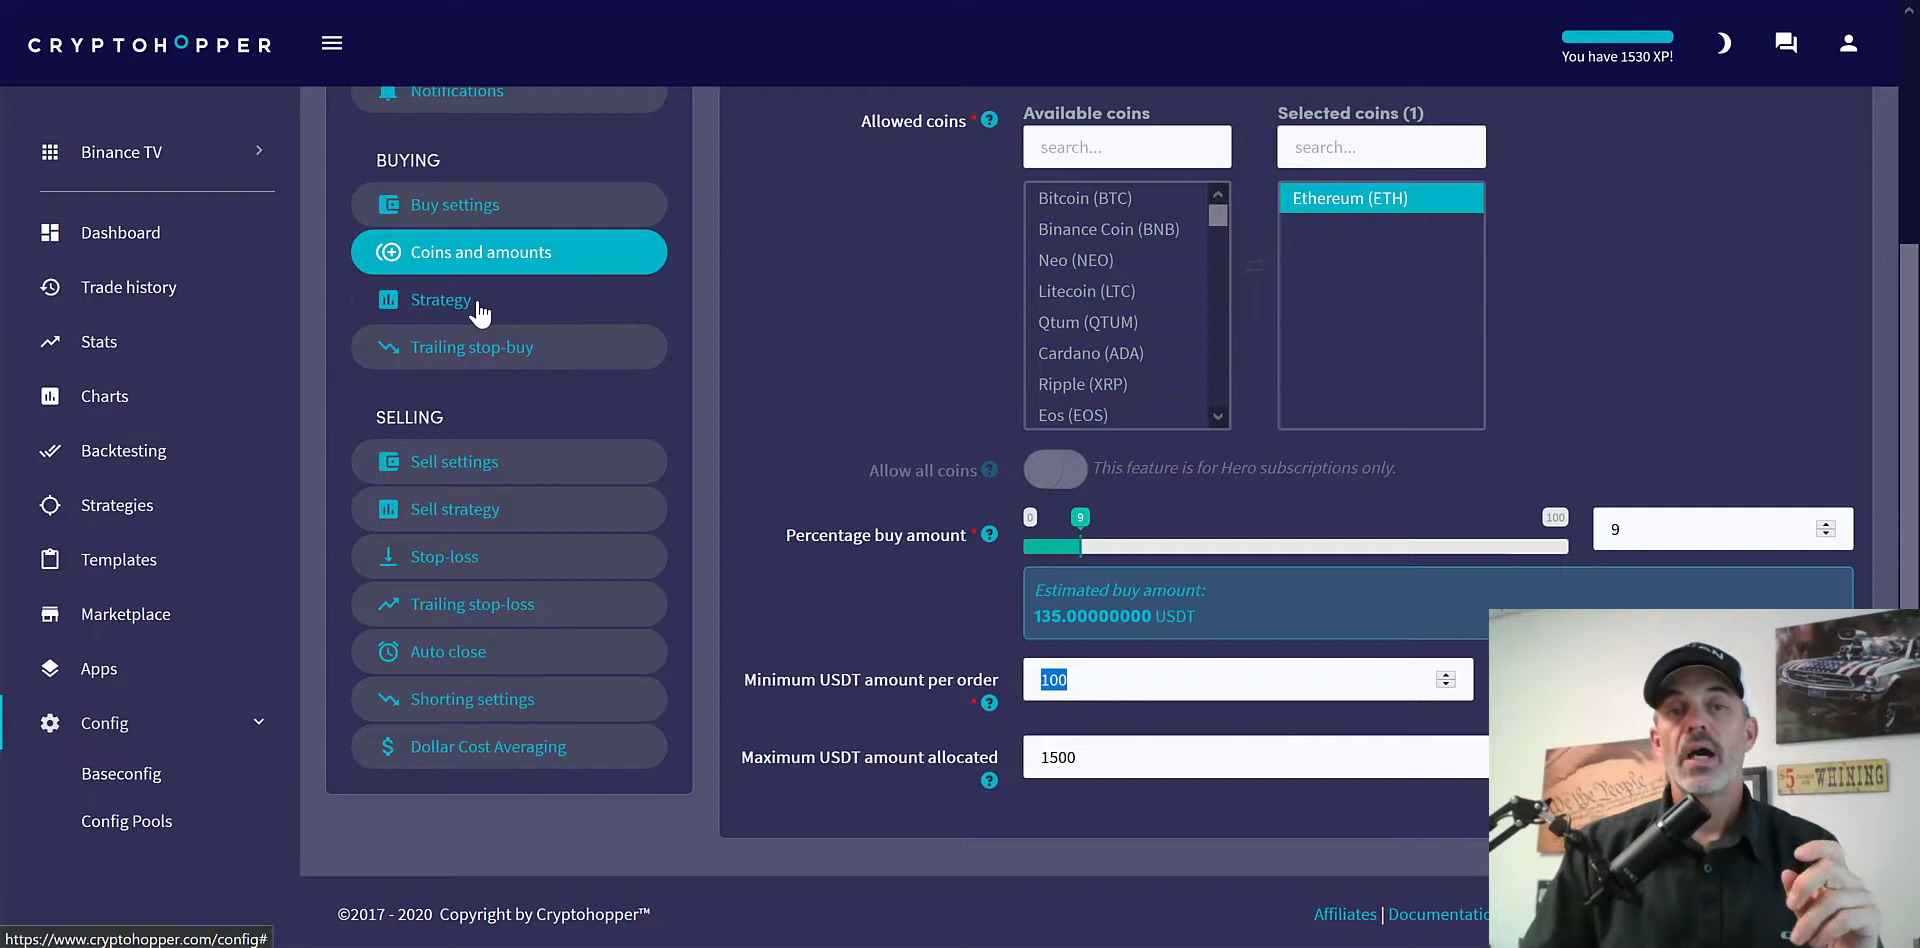 CRYPTOHOPPER
You have 1530 XP!
Binance TV
Dashboard
Trade history
Stats
Charts
Backtesting
Strategies
Templates
Marketplace
Apps
Config
Baseconfig
Config Pools
Notifications
BUYING
Buy settings
Coins and amounts
Strategy
Trailing stop-buy
SELLING
Sell settings
Sell strategy
Stop-loss
Trailing stop-loss
Auto close
Shorting settings
Dollar Cost Averaging
Allowed coins *
Available coins
search...
Bitcoin (BTC)
Binance Coin (BNB)
Neo (NEO)
Litecoin (LTC)
Qtum (QTUM)
Cardano (ADA)
Ripple (XRP)
Eos (EOS)
Selected coins (1)
search...
Ethereum (ETH)
Allow all coins
This feature is for Hero subscriptions only.
Percentage buy amount *
0
9
100
9
Estimated buy amount:
135.00000000 USDT
Minimum USDT amount per order
*
100
Maximum USDT amount allocated
1500
We the People
$5
WHINING
©2017 - 2020 Copyright by Cryptohopper™
Affiliates | Documentatic
https://www.cryptohopper.com/config#